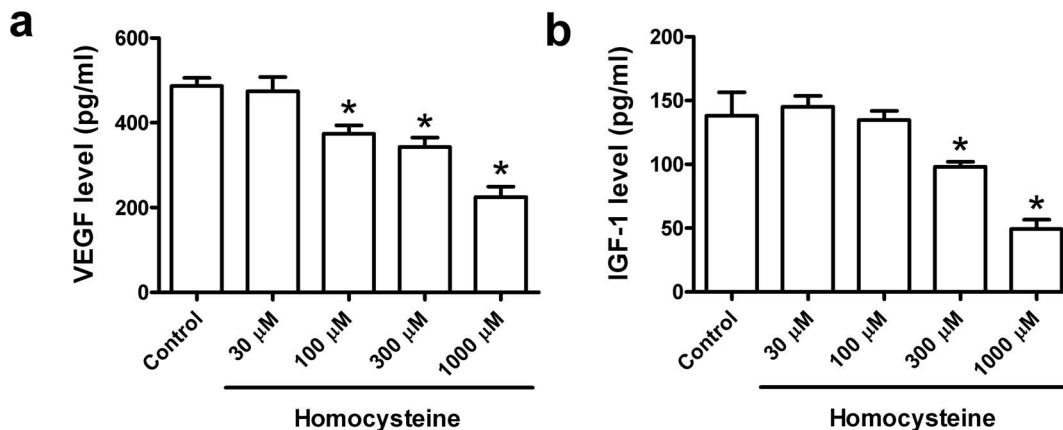 a
VEGF level (pg/ml)
600
400
200
0
*
*
*
Control
30 μM
100 μM
300 μM
1000 μM
Homocysteine
b
IGF-1 level (pg/ml)
200
150
100
50
0
*
*
Control
30 μM
100 μM
300 μM
1000 μM
Homocysteine